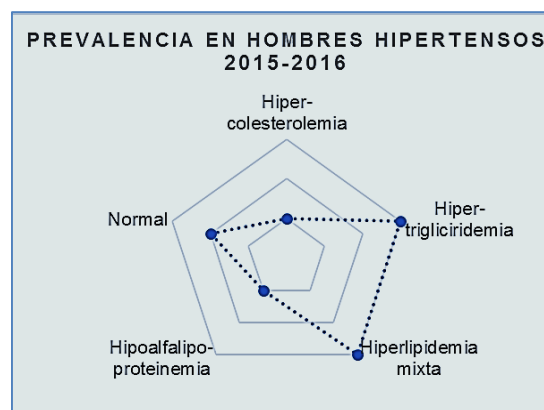 PREVALENCIA EN HOMBRES HIPERTENSOS
2015-2016
Hiper-
colesterolemia
Hiper-
trigliciridemia
Normal
Hipoalfalipo-
proteinemia
Hiperlipidemia
mixta